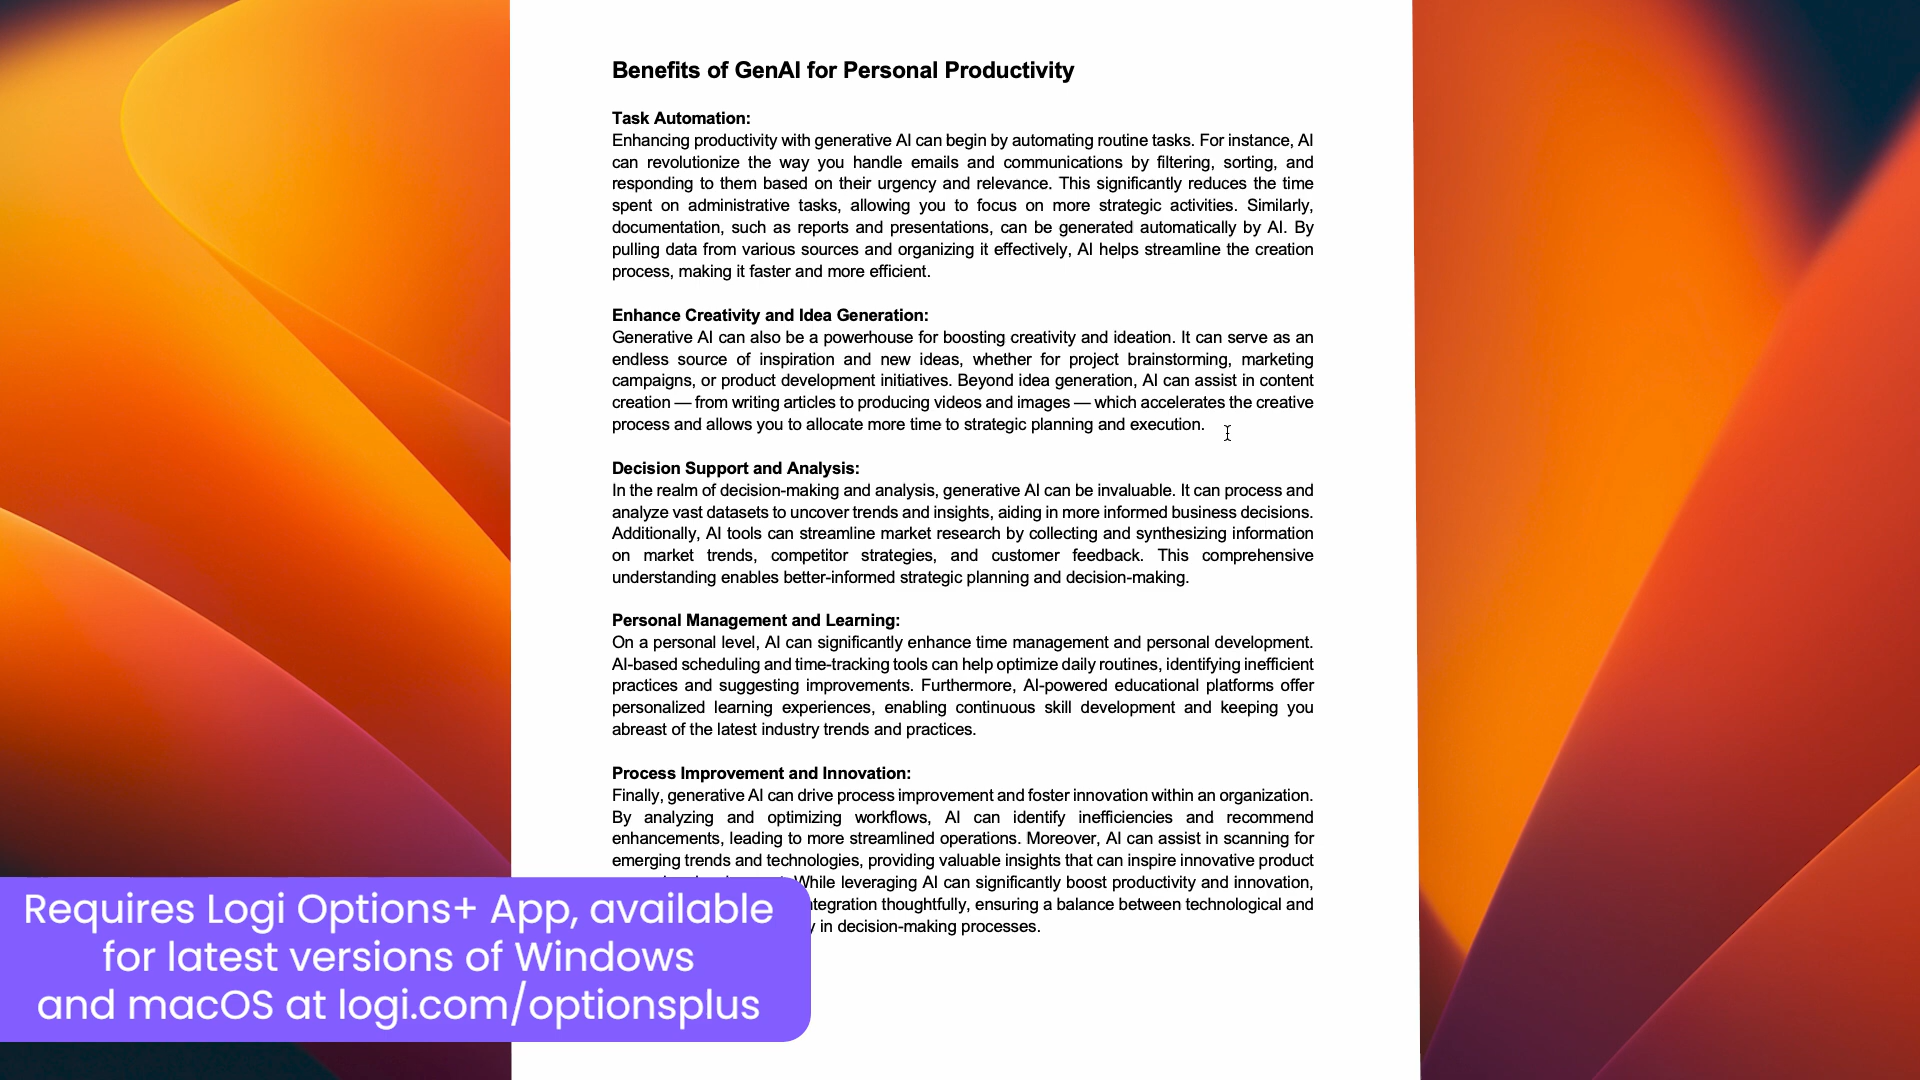 Benefits of GenAI for Personal Productivity
Task Automation:
Enhancing productivity with generative AI can begin by automating routine tasks. For instance, AI
can revolutionize the way you handle emails and communications by filtering, sorting, and
responding to them based on their urgency and relevance. This significantly reduces the time
spent on administrative tasks, allowing you to focus on more strategic activities. Similarly,
documentation, such as reports and presentations, can be generated automatically by AI. By
pulling data from various sources and organizing it effectively, AI helps streamline the creation
process, making it faster and more efficient.
Enhance Creativity and Idea Generation:
Generative AI can also be a powerhouse for boosting creativity and ideation. It can serve as an
endless source of inspiration and new ideas, whether for project brainstorming, marketing
campaigns, or product development initiatives. Beyond idea generation, AI can assist in content
creation — from writing articles to producing videos and images — which accelerates the creative
process and allows you to allocate more time to strategic planning and execution.
Decision Support and Analysis:
In the realm of decision-making and analysis, generative AI can be invaluable. It can process and
analyze vast datasets to uncover trends and insights, aiding in more informed business decisions.
Additionally, AI tools can streamline market research by collecting and synthesizing information
on market trends, competitor strategies, and customer feedback. This comprehensive
understanding enables better-informed strategic planning and decision-making.
Personal Management and Learning:
On a personal level, AI can significantly enhance time management and personal development.
AI-based scheduling and time-tracking tools can help optimize daily routines, identifying inefficient
practices and suggesting improvements. Furthermore, AI-powered educational platforms offer
personalized learning experiences, enabling continuous skill development and keeping you
abreast of the latest industry trends and practices.
Process Improvement and Innovation:
Finally, generative AI can drive process improvement and foster innovation within an organization.
By analyzing and optimizing workflows, AI can identify inefficiencies and recommend
enhancements, leading to more streamlined operations. Moreover, AI can assist in scanning for
emerging trends and technologies, providing valuable insights that can inspire innovative product
While leveraging AI can significantly boost productivity and innovation,
integration thoughtfully, ensuring a balance between technological and
in decision-making processes.
Requires Logi Options+ App, available
for latest versions of Windows
and macOS at logi.com/optionsplus